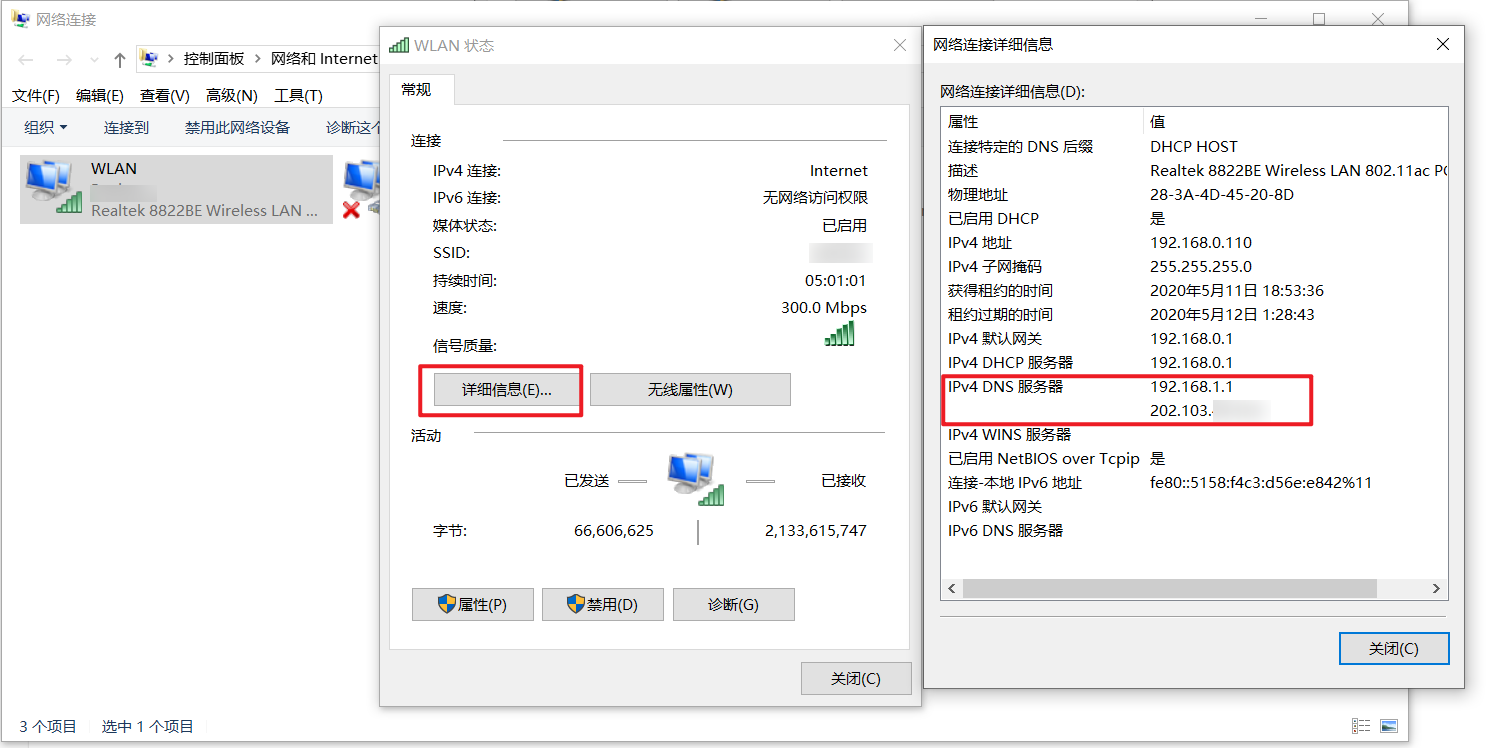 网络连接
控制面板 › 网络和 Internet
文件(F) 编辑(E) 查看(V) 高级(N) 工具(T)
组织 连接到 禁用此网络设备 诊断这个
WLAN
Realtek 8822BE Wireless LAN ...
3 个项目 选中 1 个项目
WLAN 状态
常规
连接
IPv4 连接: Internet
IPv6 连接: 无网络访问权限
媒体状态: 已启用
SSID:
持续时间: 05:01:01
速度: 300.0 Mbps
信号质量:
详细信息(E)... 无线属性(W)
活动
已发送 已接收
字节: 66,606,625 2,133,615,747
属性(P) 禁用(D) 诊断(G)
关闭(C)
网络连接详细信息
网络连接详细信息(D):
属性 值
连接特定的 DNS 后缀 DHCP HOST
描述 Realtek 8822BE Wireless LAN 802.11ac PC
物理地址 28-3A-4D-45-20-8D
已启用 DHCP 是
IPv4 地址 192.168.0.110
IPv4 子网掩码 255.255.255.0
获得租约的时间 2020年5月11日 18:53:36
租约过期的时间 2020年5月12日 1:28:43
IPv4 默认网关 192.168.0.1
IPv4 DHCP 服务器 192.168.0.1
IPv4 DNS 服务器 192.168.1.1
202.103.
IPv4 WINS 服务器
已启用 NetBIOS over Tcpip 是
连接-本地 IPv6 地址 fe80::5158:f4c3:d56e:e842%11
IPv6 默认网关
IPv6 DNS 服务器
关闭(C)